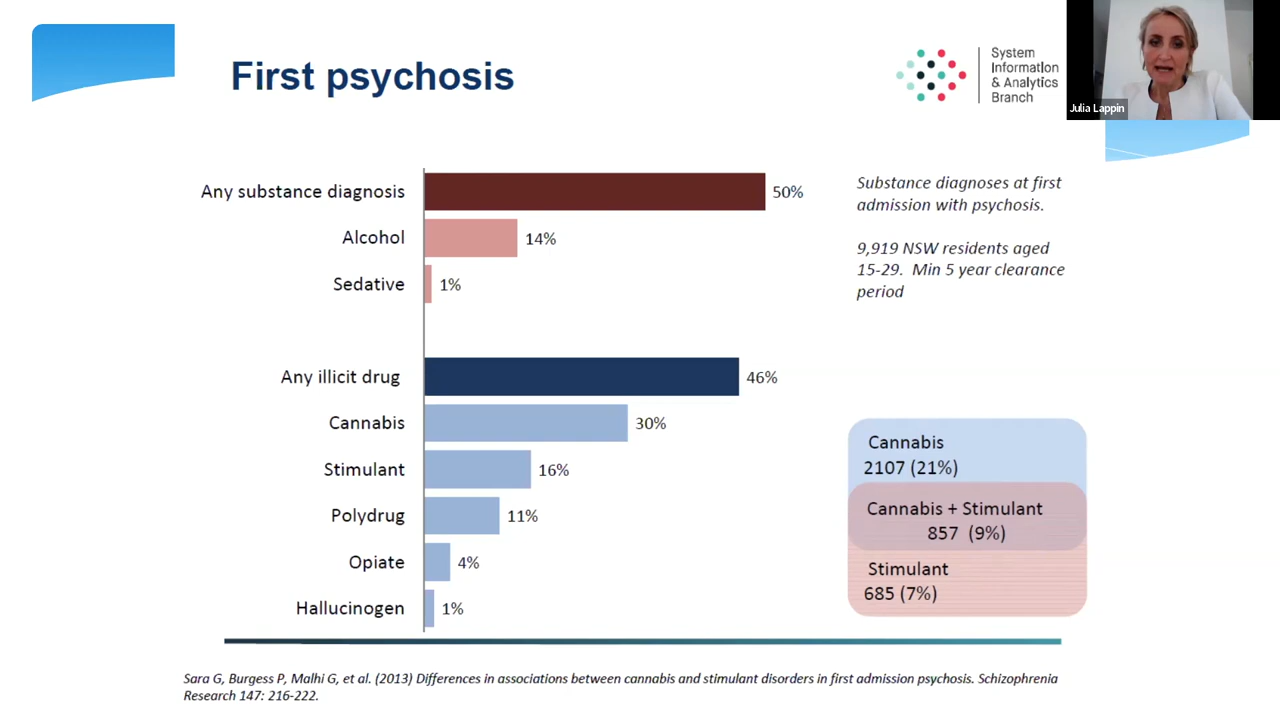 First psychosis
System
Information
& Analytics
Branch
Julia Lappin
Any substance diagnosis
50%
Alcohol
14%
Sedative
1%
Any illicit drug
46%
Cannabis
30%
Stimulant
16%
Polydrug
11%
Opiate
4%
Hallucinogen
1%
Substance diagnoses at first
admission with psychosis.
9,919 NSW residents aged
15-29. Min 5 year clearance
period
Cannabis
2107 (21%)
Cannabis + Stimulant
857 (9%)
Stimulant
685 (7%)
Sara G, Burgess P, Malhi G, et al. (2013) Differences in associations between cannabis and stimulant disorders in first admission psychosis. Schizophrenia
Research 147: 216-222.